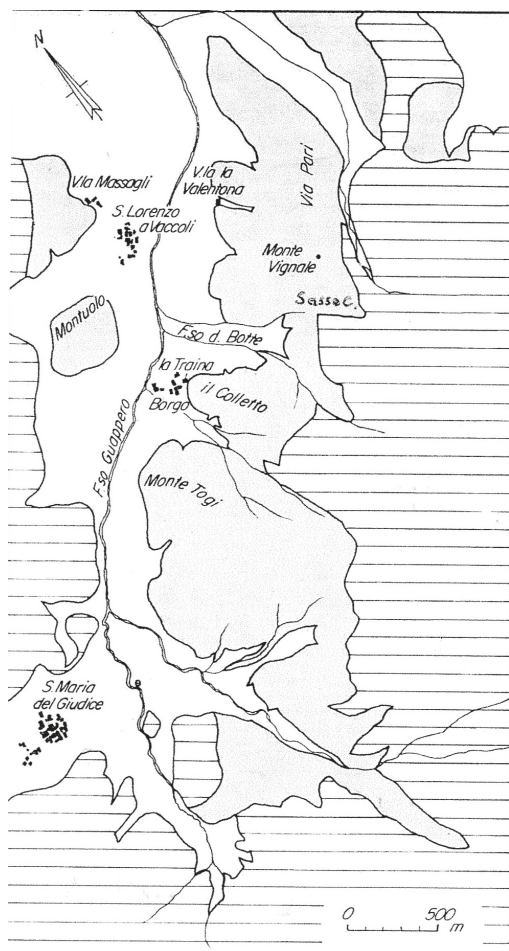 N
V.la Massagli
S. Lorenzo
a Vaccoli
V.la la
Valentona
Via Pari
Monte
Vignale
Sassel.
Montuolo
F.so d. Botte
la Traina
il Colletto
Borgo
F.so Guappero
Monte Togi
S. Maria
del Giudice
0 500
m